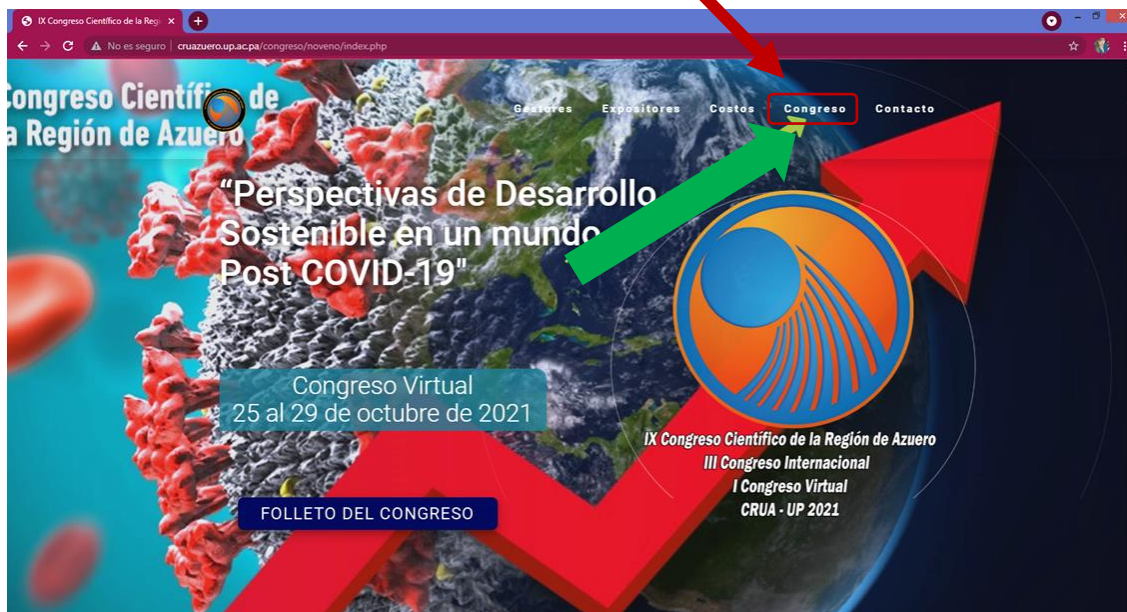 IX Congreso Científico de la Regi
No es seguro | cruazuero.up.ac.pa/congreso/noveno/index.php
Congreso Científico de
a Región de Azuero
Gestores Expositores Costos Congreso Contacto
“Perspectivas de Desarrollo
Sostenible en un mundo
Post COVID-19"
Congreso Virtual
25 al 29 de octubre de 2021
FOLLETO DEL CONGRESO
IX Congreso Científico de la Región de Azuero
III Congreso Internacional
I Congreso Virtual
CRUA - UP 2021